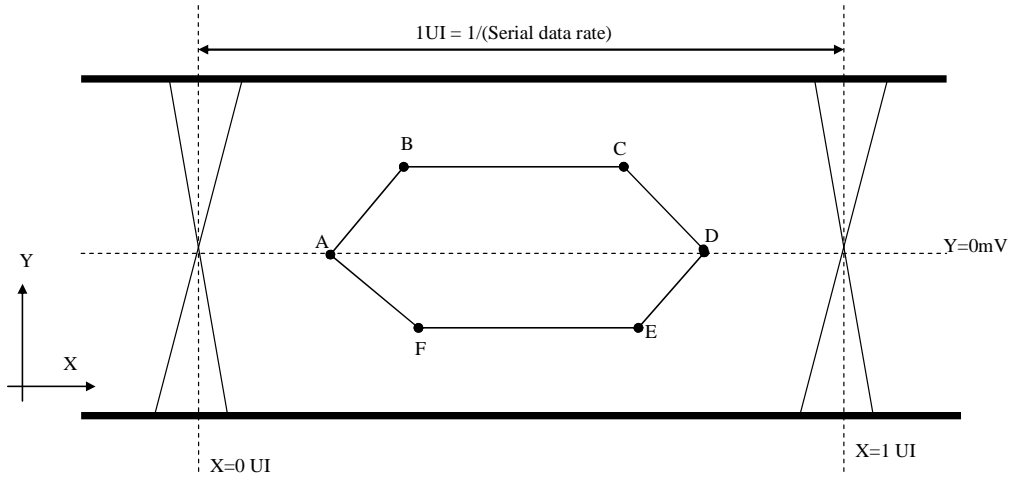 1UI = 1/(Serial data rate)
B
C
A
D
Y=0mV
Y
X
F
E
X=0 UI
X=1 UI